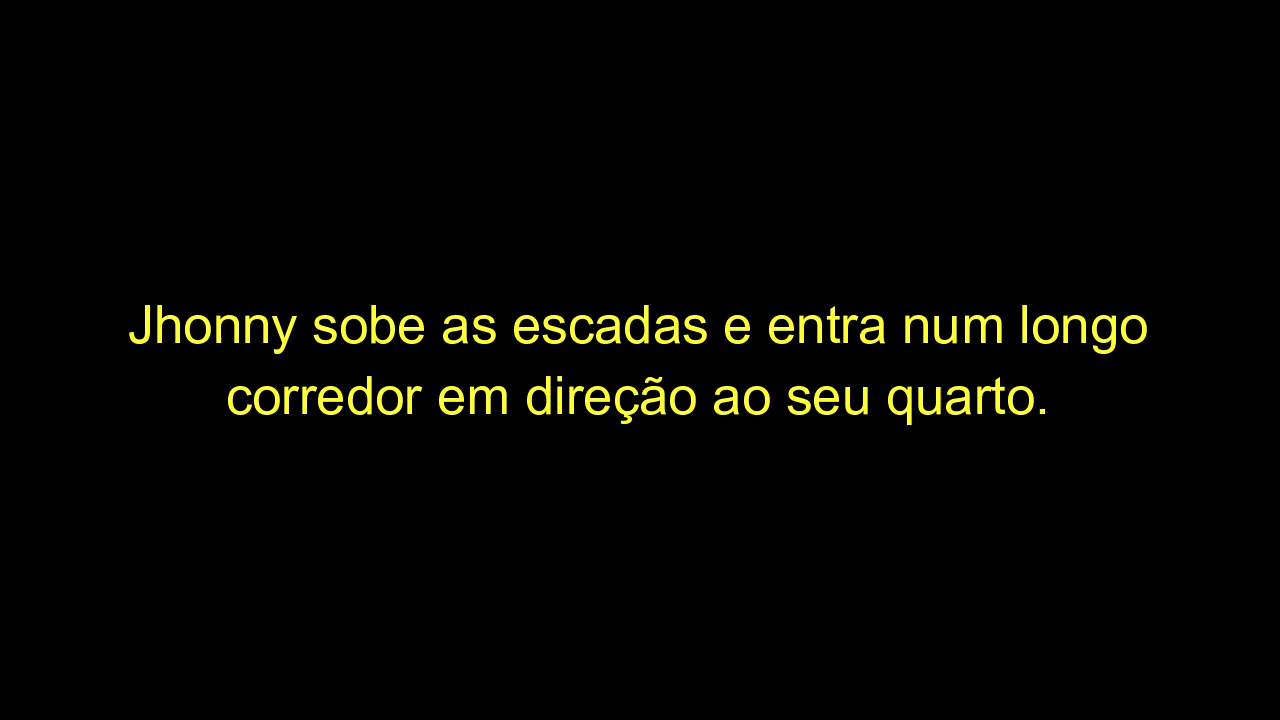 Jhonny sobe as escadas e entra num longo
corredor em direção ao seu quarto.